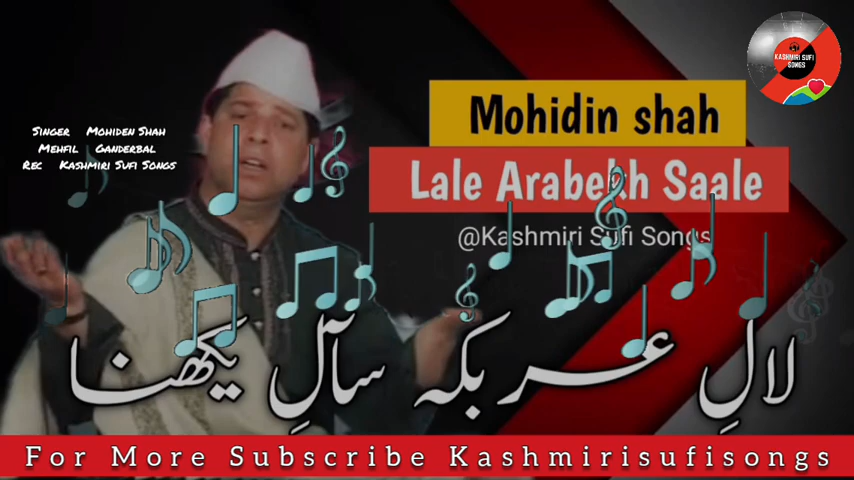 KASHMIRI SUFI
SONGS
Mohidin shah
Singer Mohiden Shah
Mehfil Ganderbal
Rec Kashmiri Sufi Songs
Lale Arabekh Saale
@Kashmiri Sufi Songs
لالِ عربکہ سآلِ یکھنا
For More Subscribe Kashmirisufisongs